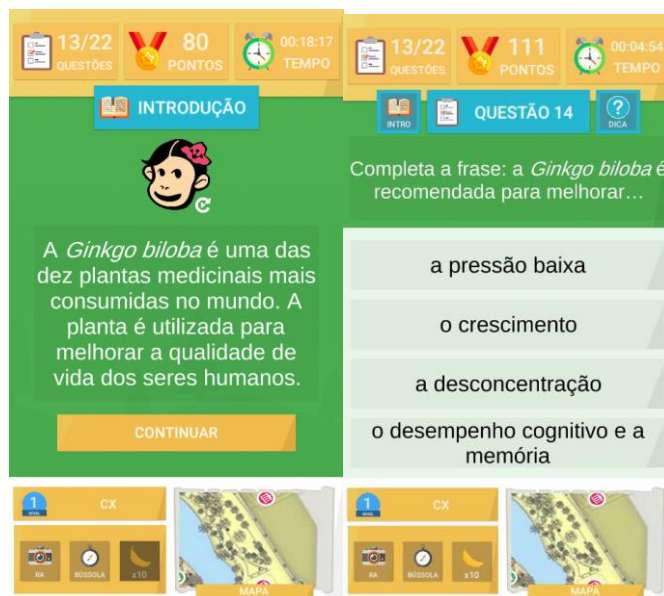 13/22
QUESTÕES
80
PONTOS
00:18:17
TEMPO
INTRODUÇÃO
A Ginkgo biloba é uma das
dez plantas medicinais mais
consumidas no mundo. A
planta é utilizada para
melhorar a qualidade de
vida dos seres humanos.
CONTINUAR
1
NÍVEL
CX
RA
BÚSSOLA
x10
MAPA
13/22
QUESTÕES
111
PONTOS
00:04:54
TEMPO
INTRO
QUESTÃO 14
?
DICA
Completa a frase: a Ginkgo biloba é
recomendada para melhorar...
a pressão baixa
o crescimento
a desconcentração
o desempenho cognitivo e a
memória
1
NÍVEL
CX
RA
BÚSSOLA
x10
MAPA